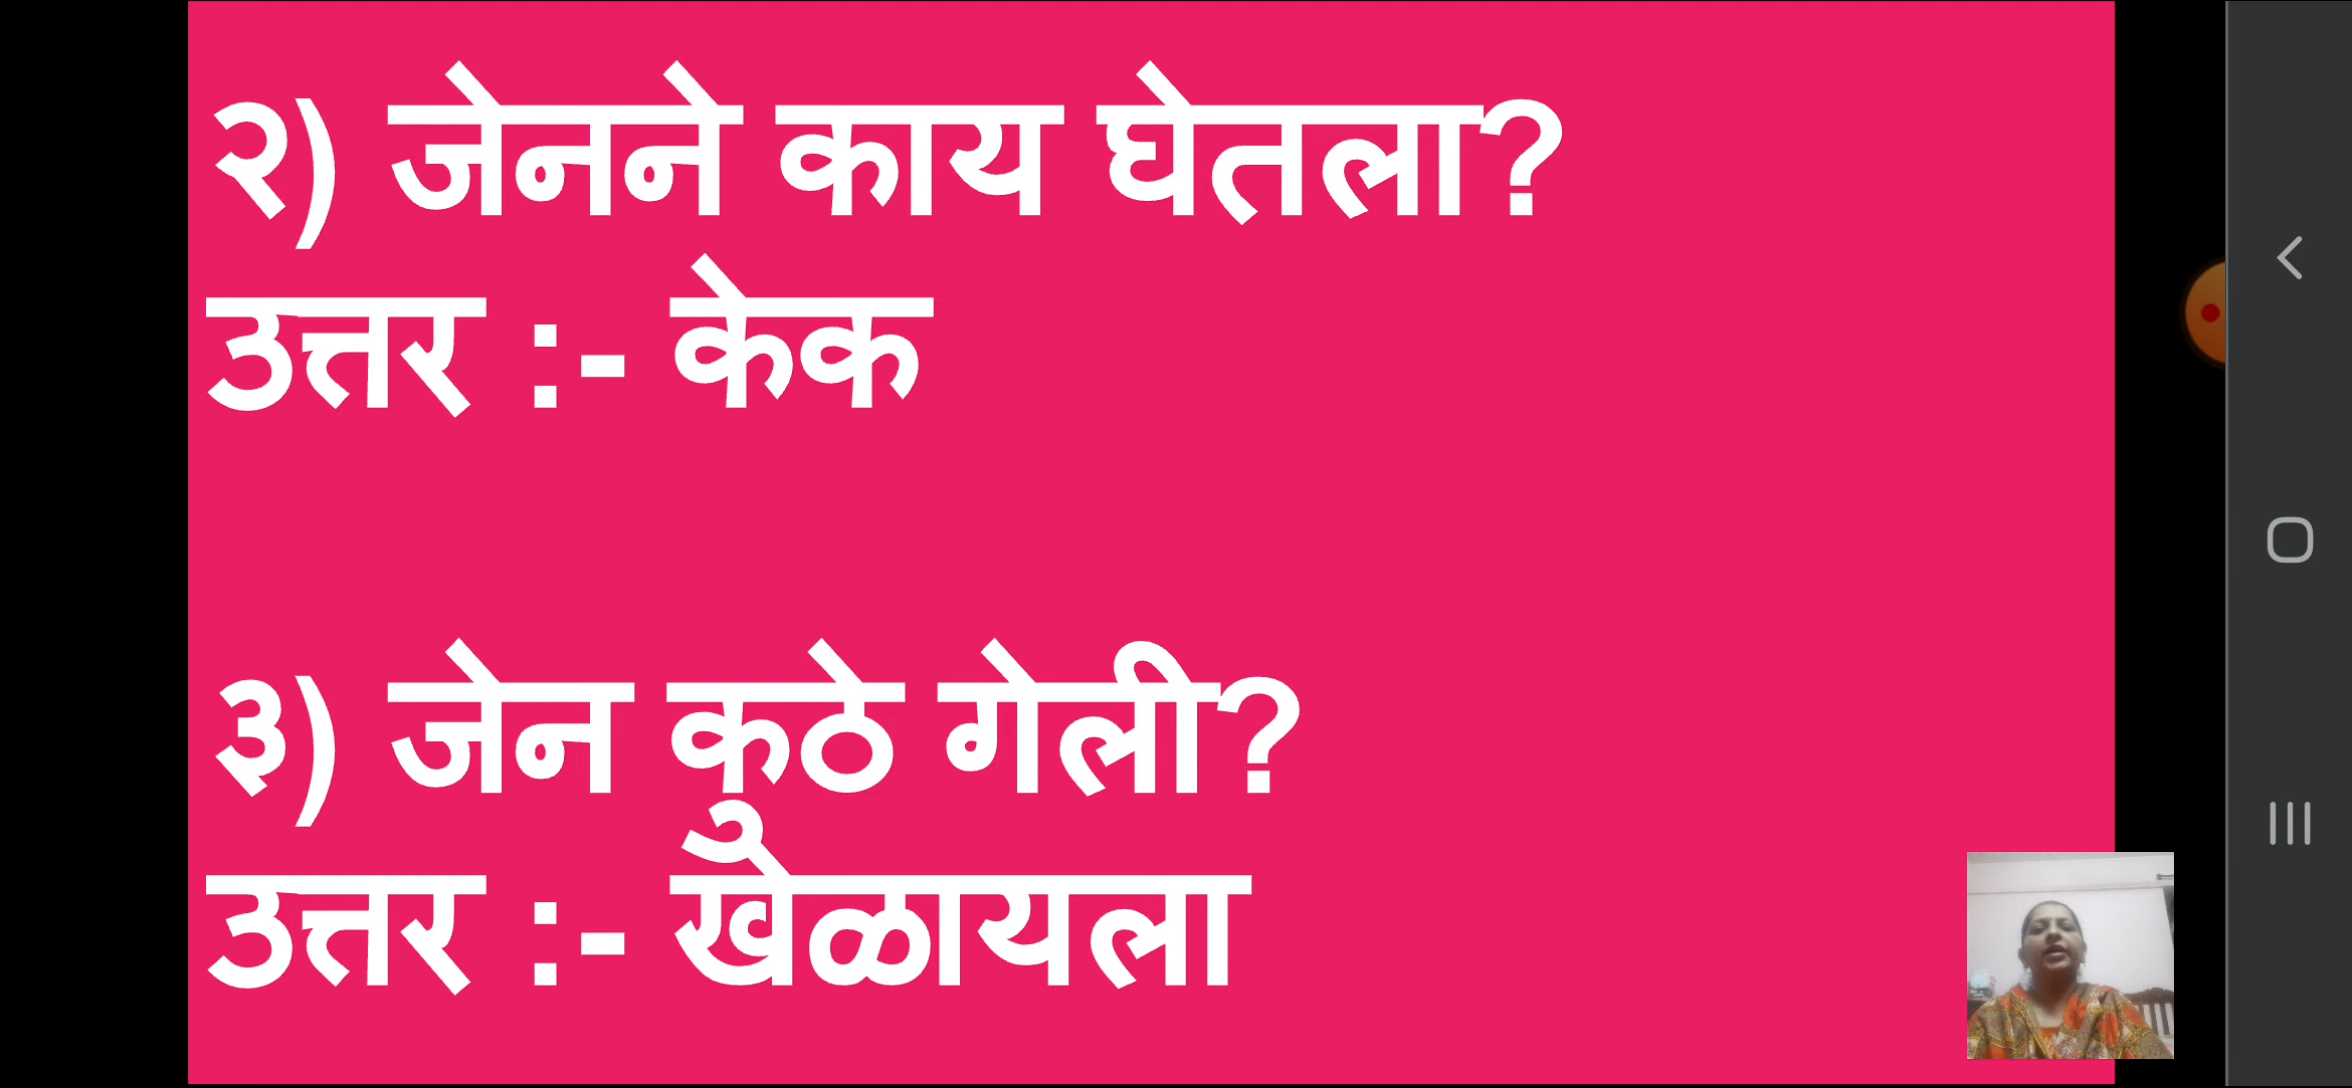 २) जेनने काय घेतला?
उत्तर :- केक
३) जेन कुठे गेली?
उत्तर :- खेळायला